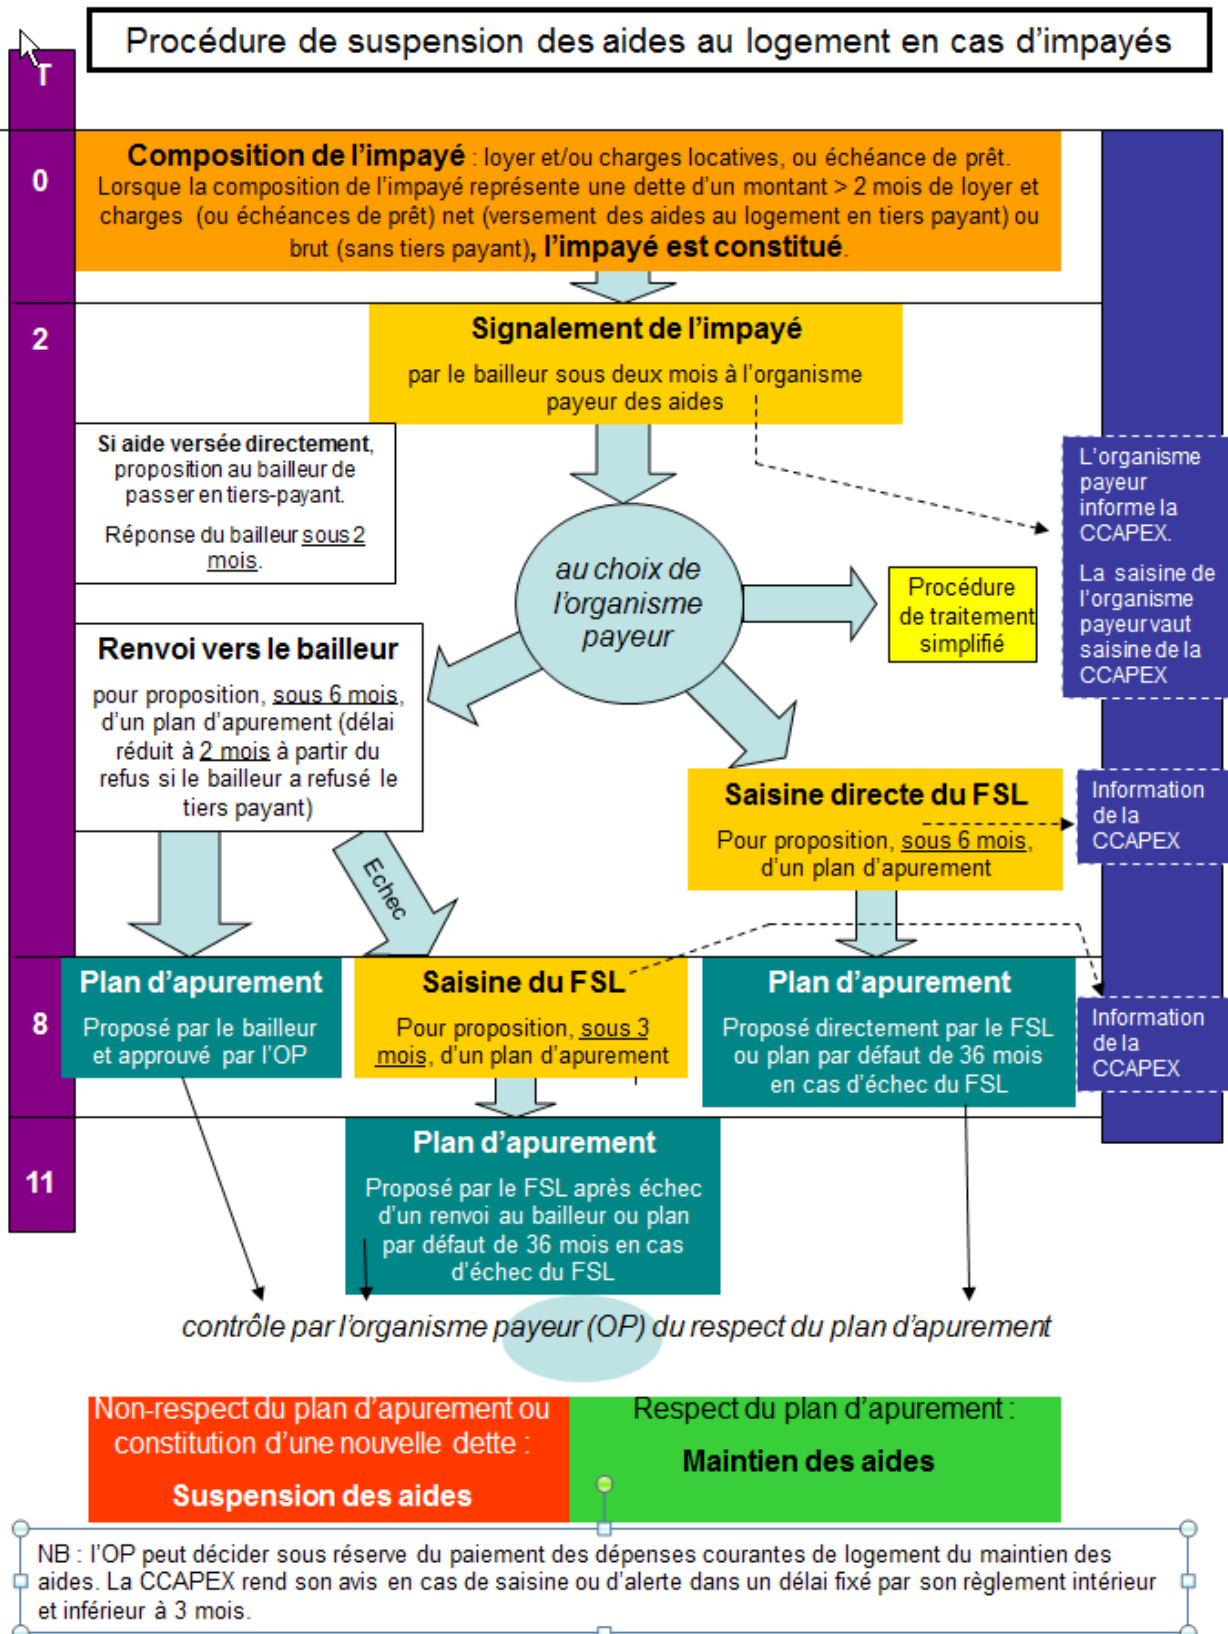 Procédure de suspension des aides au logement en cas d'impayés
T
0
Composition de l'impayé : loyer et/ou charges locatives, ou échéance de prêt.
Lorsque la composition de l'impayé représente une dette d'un montant > 2 mois de loyer et
charges (ou échéances de prêt) net (versement des aides au logement en tiers payant) ou
brut (sans tiers payant), l'impayé est constitué.
2
Signalement de l'impayé
par le bailleur sous deux mois à l'organisme
payeur des aides
Si aide versée directement,
proposition au bailleur de
passer en tiers-payant.
Réponse du bailleur sous 2
mois.
L'organisme
payeur
informe la
CCAPEX.
La saisine de
l'organisme
payeur vaut
saisine de la
CCAPEX
au choix de
l'organisme
payeur
Procédure
de traitement
simplifié
Renvoi vers le bailleur
pour proposition, sous 6 mois,
d'un plan d'apurement (délai
réduit à 2 mois à partir du
refus si le bailleur a refusé le
tiers payant)
Saisine directe du FSL
Pour proposition, sous 6 mois,
d'un plan d'apurement
Information
de la
CCAPEX
Echec
8
Plan d'apurement
Proposé par le bailleur
et approuvé par l'OP
Saisine du FSL
Pour proposition, sous 3
mois, d'un plan d'apurement
Plan d'apurement
Proposé directement par le FSL
ou plan par défaut de 36 mois
en cas d'échec du FSL
Information
de la
CCAPEX
11
Plan d'apurement
Proposé par le FSL après échec
d'un renvoi au bailleur ou plan
par défaut de 36 mois en cas
d'échec du FSL
contrôle par l'organisme payeur (OP) du respect du plan d'apurement
Non-respect du plan d'apurement ou
constitution d'une nouvelle dette :
Suspension des aides
Respect du plan d'apurement :
Maintien des aides
NB : l'OP peut décider sous réserve du paiement des dépenses courantes de logement du maintien des
aides. La CCAPEX rend son avis en cas de saisine ou d'alerte dans un délai fixé par son règlement intérieur
et inférieur à 3 mois.